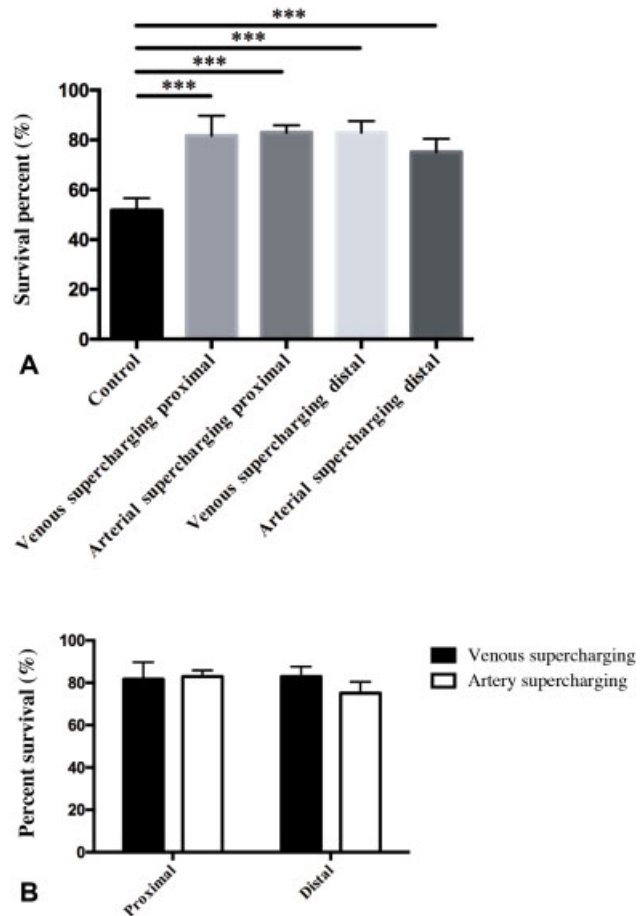 ***
***
***
***
Survival percent (%)
100
80
60
40
20
0
Control
Venous supercharging proximal
Arterial supercharging proximal
Venous supercharging distal
Arterial supercharging distal
A
Percent survival (%)
100
80
60
40
20
0
Proximal
Distal
Venous supercharging
Artery supercharging
B